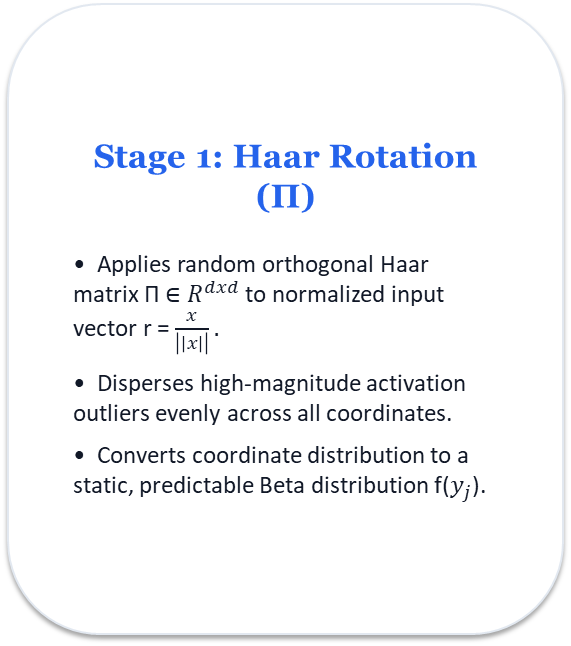 Stage 1: Haar Rotation
(Π)
• Applies random orthogonal Haar
matrix Π ∈ R^{dxd} to normalized input
vector r = \frac{x}{||x||}.
• Disperses high-magnitude activation
outliers evenly across all coordinates.
• Converts coordinate distribution to a
static, predictable Beta distribution f(y_j).